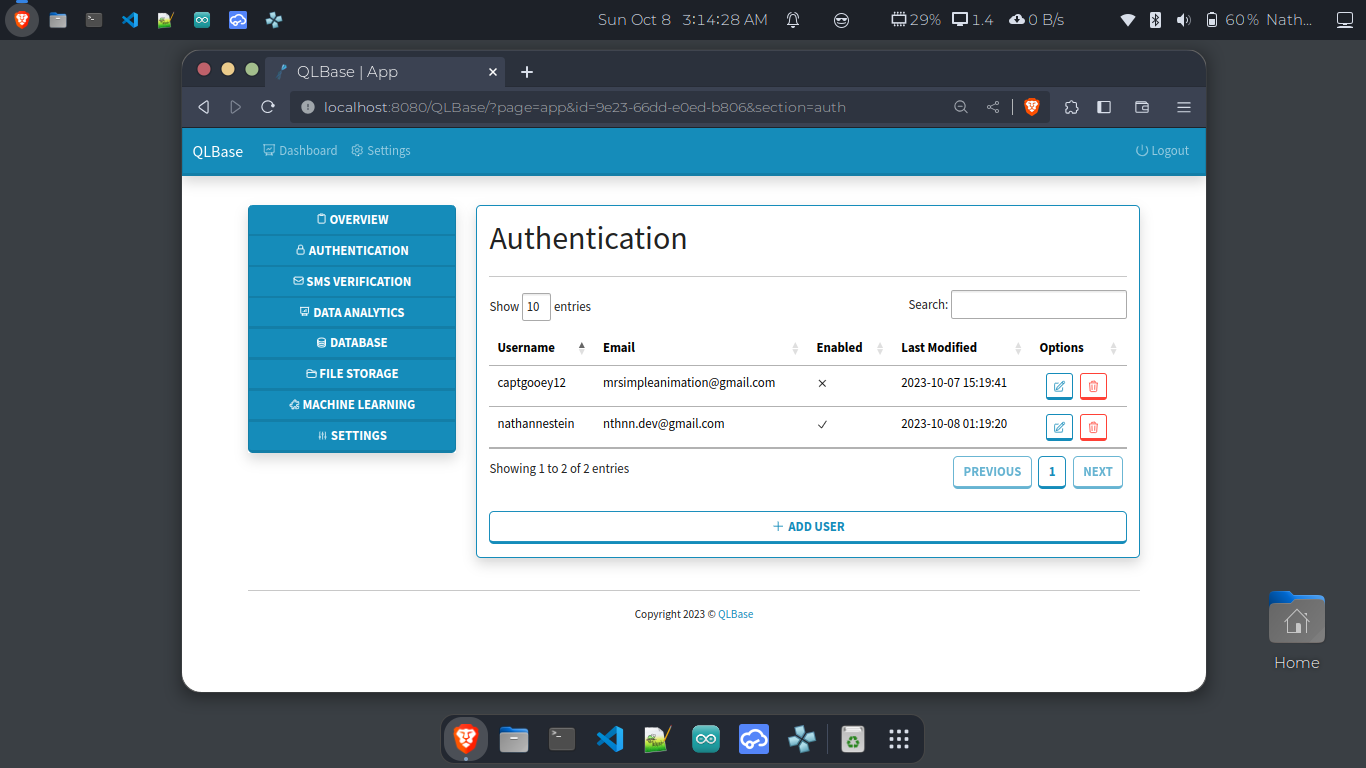 Sun Oct 8 3:14:28 AM 29% 1.4 0 B/s 60% Nath...
QLBase | App
localhost:8080/QLBase/?page=app&id=9e23-66dd-e0ed-b806&section=auth
QLBase Dashboard Settings Logout
OVERVIEW
AUTHENTICATION
SMS VERIFICATION
DATA ANALYTICS
DATABASE
FILE STORAGE
MACHINE LEARNING
SETTINGS
Authentication
Show 10 entries Search:
Username Email Enabled Last Modified Options
captgooey12 mrsimpleanimation@gmail.com 2023-10-07 15:19:41
nathannestein nthnn.dev@gmail.com 2023-10-08 01:19:20
Showing 1 to 2 of 2 entries PREVIOUS 1 NEXT
ADD USER
Copyright 2023 © QLBase
Home